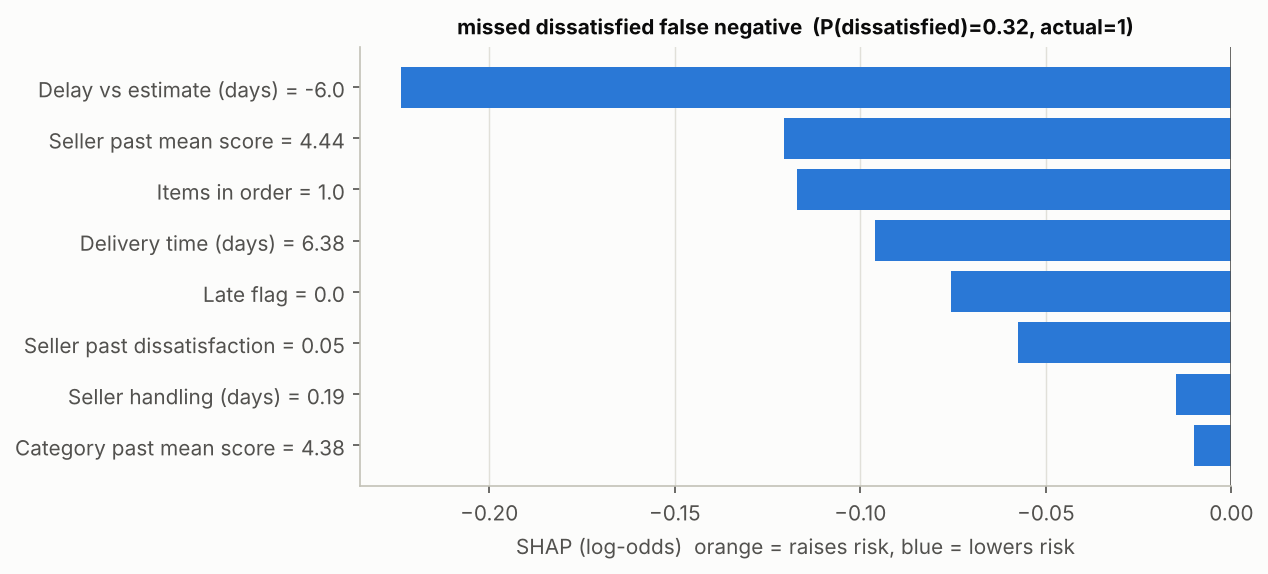 missed dissatisfied false negative  (P(dissatisfied)=0.32, actual=1)
Delay vs estimate (days) = -6.0
Seller past mean score = 4.44
Items in order = 1.0
Delivery time (days) = 6.38
Late flag = 0.0
Seller past dissatisfaction = 0.05
Seller handling (days) = 0.19
Category past mean score = 4.38
−0.20 −0.15 −0.10 −0.05 0.00
SHAP (log-odds)  orange = raises risk, blue = lowers risk